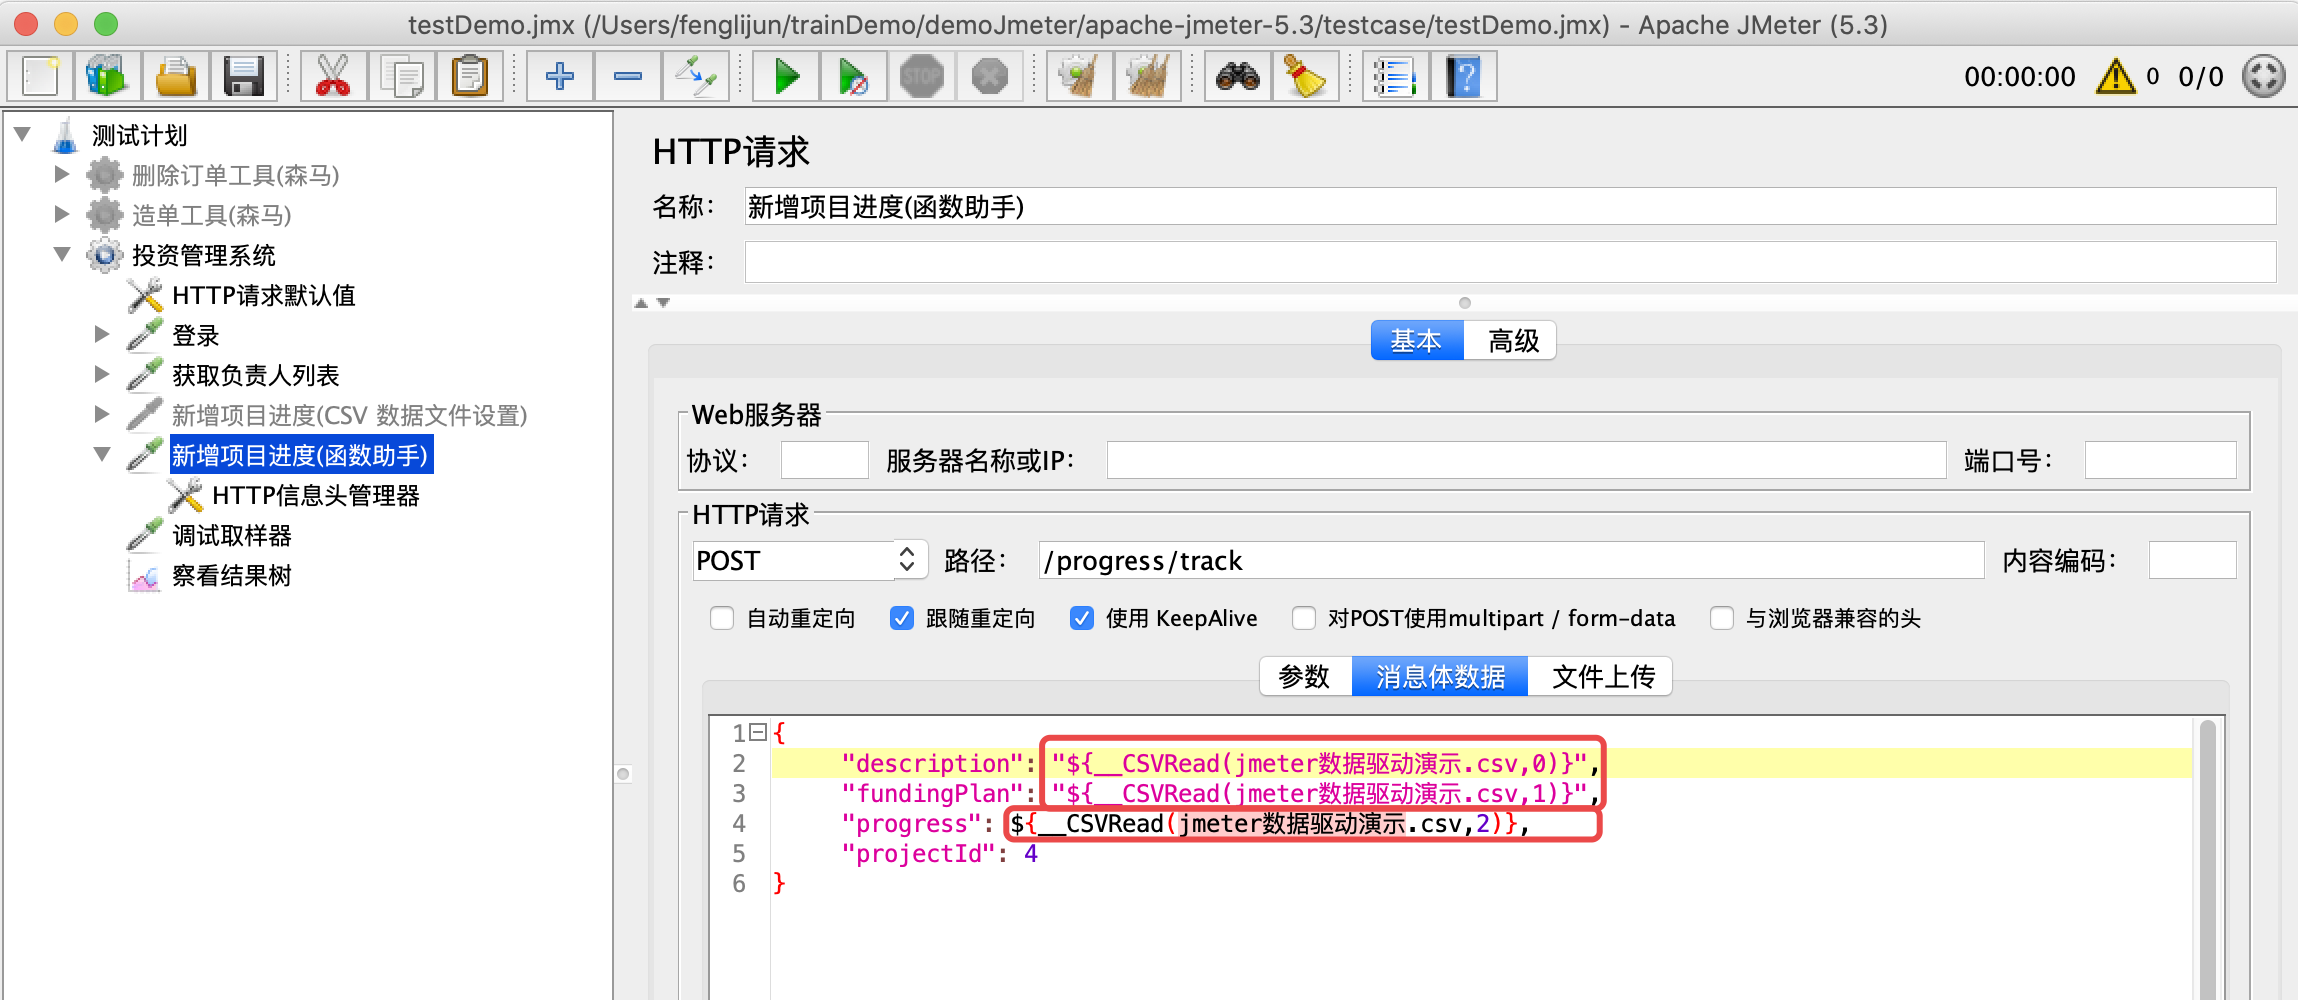 testDemo.jmx (/Users/fenglijun/trainDemo/demoJmeter/apache-jmeter-5.3/testcase/testDemo.jmx) - Apache JMeter (5.3)
STOP
00:00:00 0 0/0
测试计划
删除订单工具(森马)
造单工具(森马)
投资管理系统
HTTP请求默认值
登录
获取负责人列表
新增项目进度(CSV 数据文件设置)
新增项目进度(函数助手)
HTTP信息头管理器
调试取样器
察看结果树
HTTP请求
名称： 新增项目进度(函数助手)
注释：
基本 高级
Web服务器
协议： 服务器名称或IP： 端口号：
HTTP请求
POST 路径： /progress/track 内容编码：
自动重定向 跟随重定向 使用 KeepAlive 对POST使用multipart / form-data 与浏览器兼容的头
参数 消息体数据 文件上传
1 {
2 "description": "${__CSVRead(jmeter数据驱动演示.csv,0)}",
3 "fundingPlan": "${__CSVRead(jmeter数据驱动演示.csv,1)}",
4 "progress": ${__CSVRead(jmeter数据驱动演示.csv,2)},
5 "projectId": 4
6 }